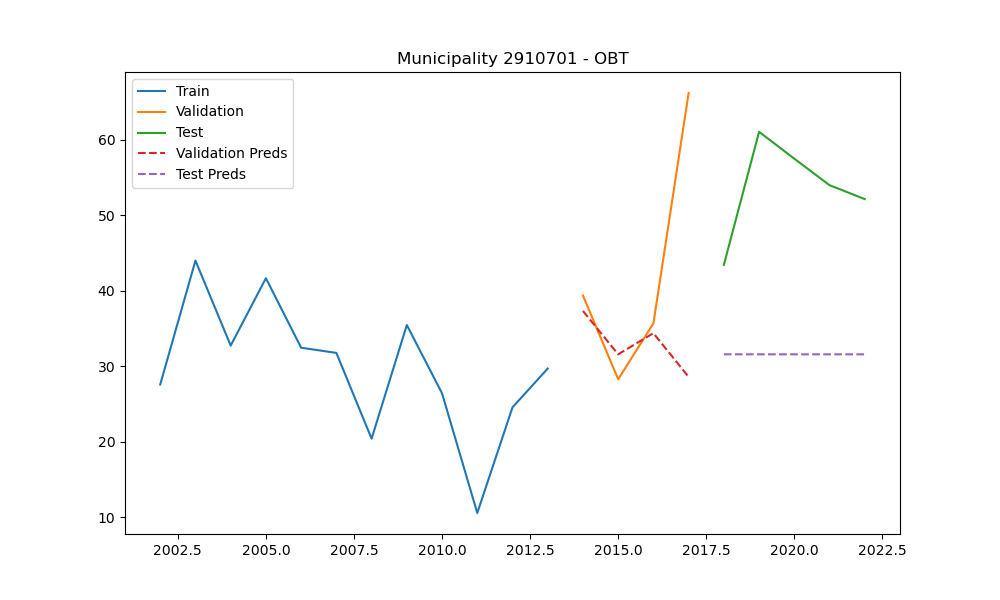 Municipality 2910701 - OBT
Train
Validation
Test
Validation Preds
Test Preds
60
50
40
30
20
10
2002.5 2005.0 2007.5 2010.0 2012.5 2015.0 2017.5 2020.0 2022.5